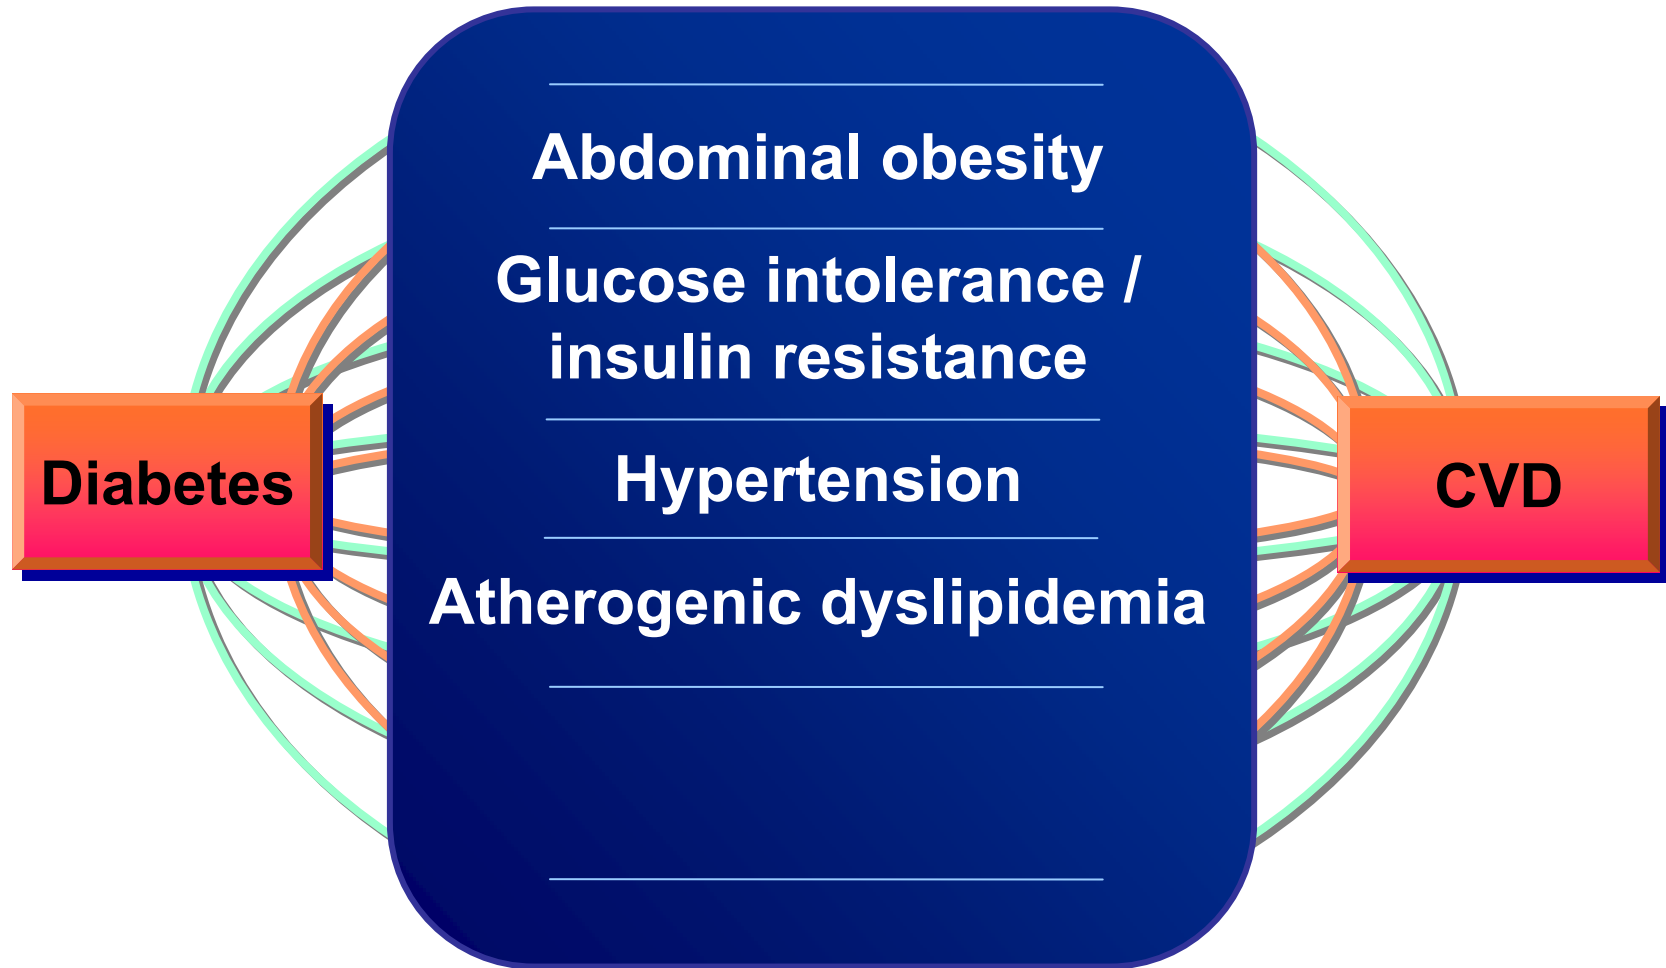 Abdominal obesity
Glucose intolerance /
insulin resistance
Diabetes
Hypertension
CVD
Atherogenic dyslipidemia